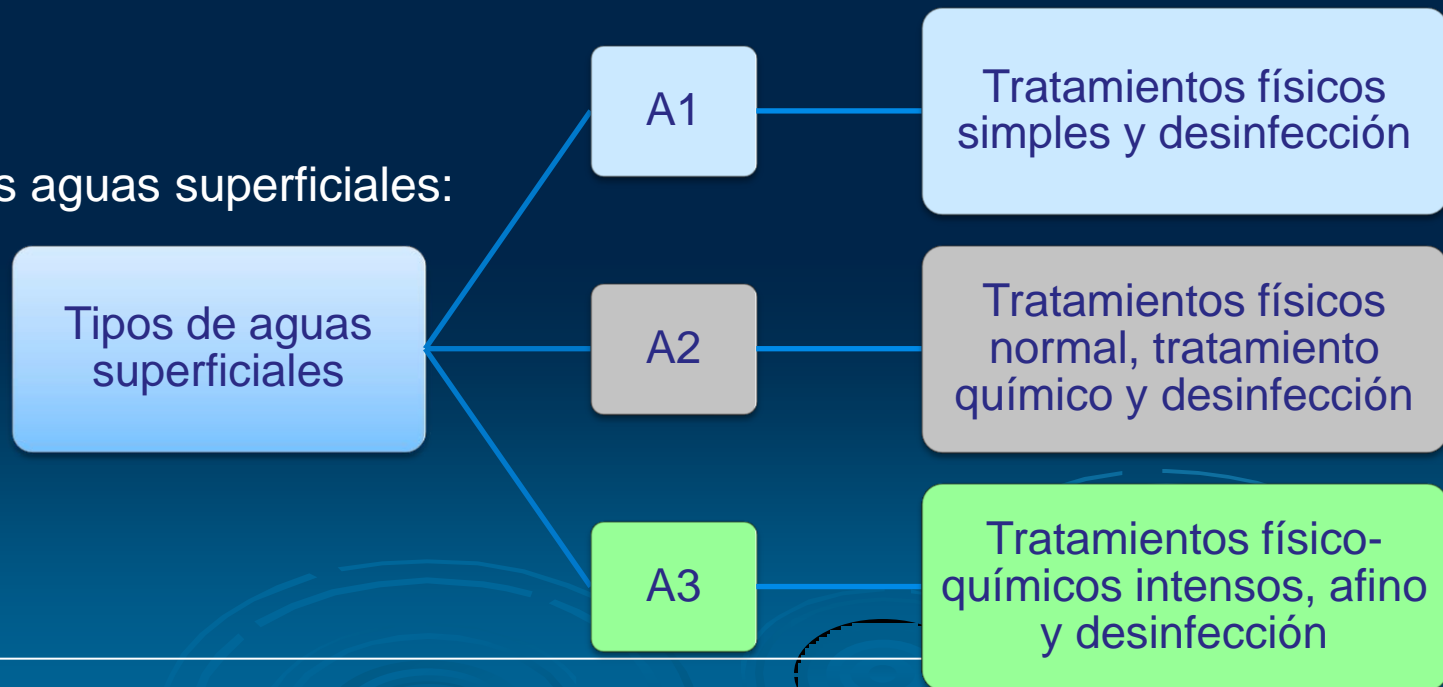 s aguas superficiales:
Tipos de aguas
superficiales
A1
Tratamientos físicos
simples y desinfección
A2
Tratamientos físicos
normal, tratamiento
químico y desinfección
A3
Tratamientos físico-
químicos intensos, afino
y desinfección